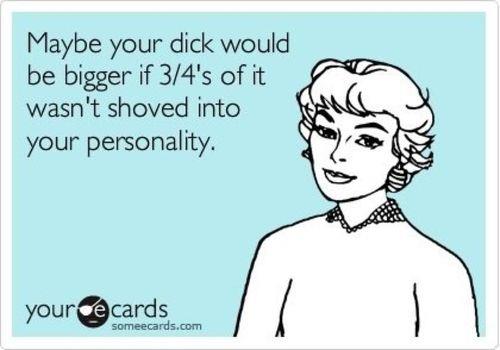 Maybe your dick would
be bigger if 3/4's of it
wasn't shoved into
your personality.
your e cards
someecards.com